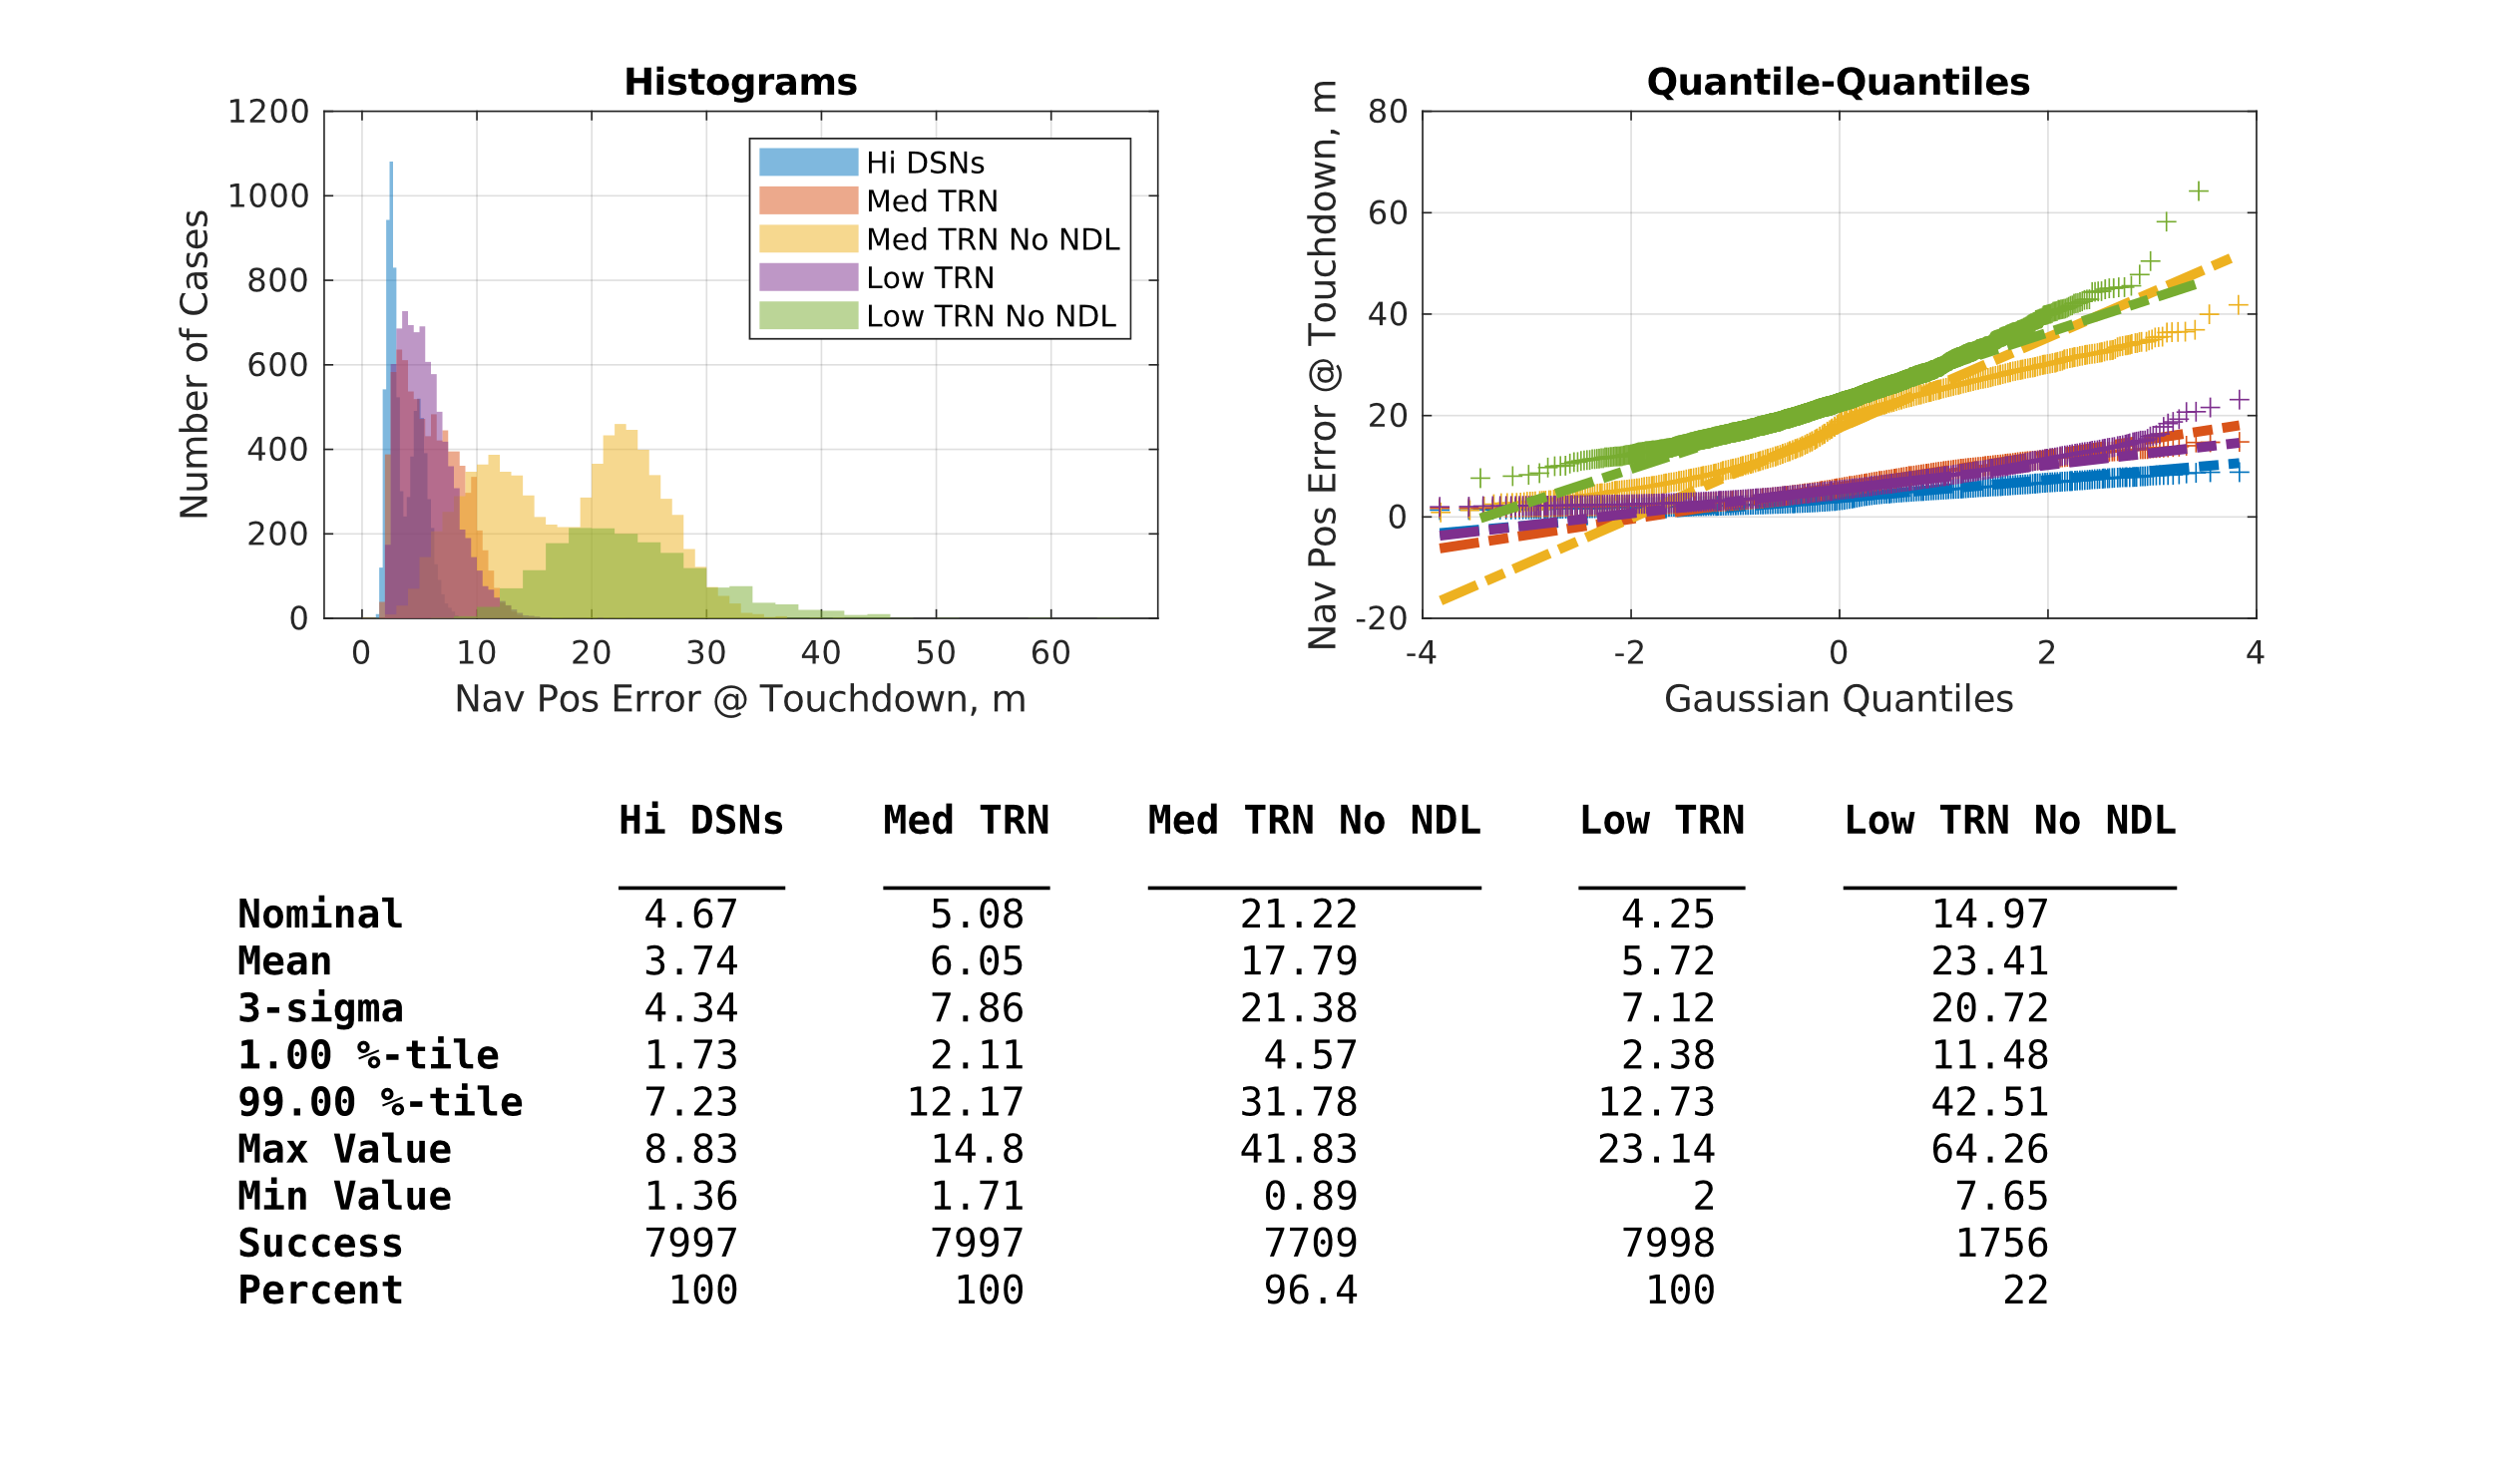 Histograms
1200
1000
800
600
400
200
0
Number of Cases
Hi DSNs
Med TRN
Med TRN No NDL
Low TRN
Low TRN No NDL
0 10 20 30 40 50 60
Nav Pos Error @ Touchdown, m
Quantile-Quantiles
80
60
40
20
0
-20
Nav Pos Error @ Touchdown, m
-4 -2 0 2 4
Gaussian Quantiles
Hi DSNs Med TRN Med TRN No NDL Low TRN Low TRN No NDL
Nominal 4.67 5.08 21.22 4.25 14.97
Mean 3.74 6.05 17.79 5.72 23.41
3-sigma 4.34 7.86 21.38 7.12 20.72
1.00 %-tile 1.73 2.11 4.57 2.38 11.48
99.00 %-tile 7.23 12.17 31.78 12.73 42.51
Max Value 8.83 14.8 41.83 23.14 64.26
Min Value 1.36 1.71 0.89 2 7.65
Success 7997 7997 7709 7998 1756
Percent 100 100 96.4 100 22